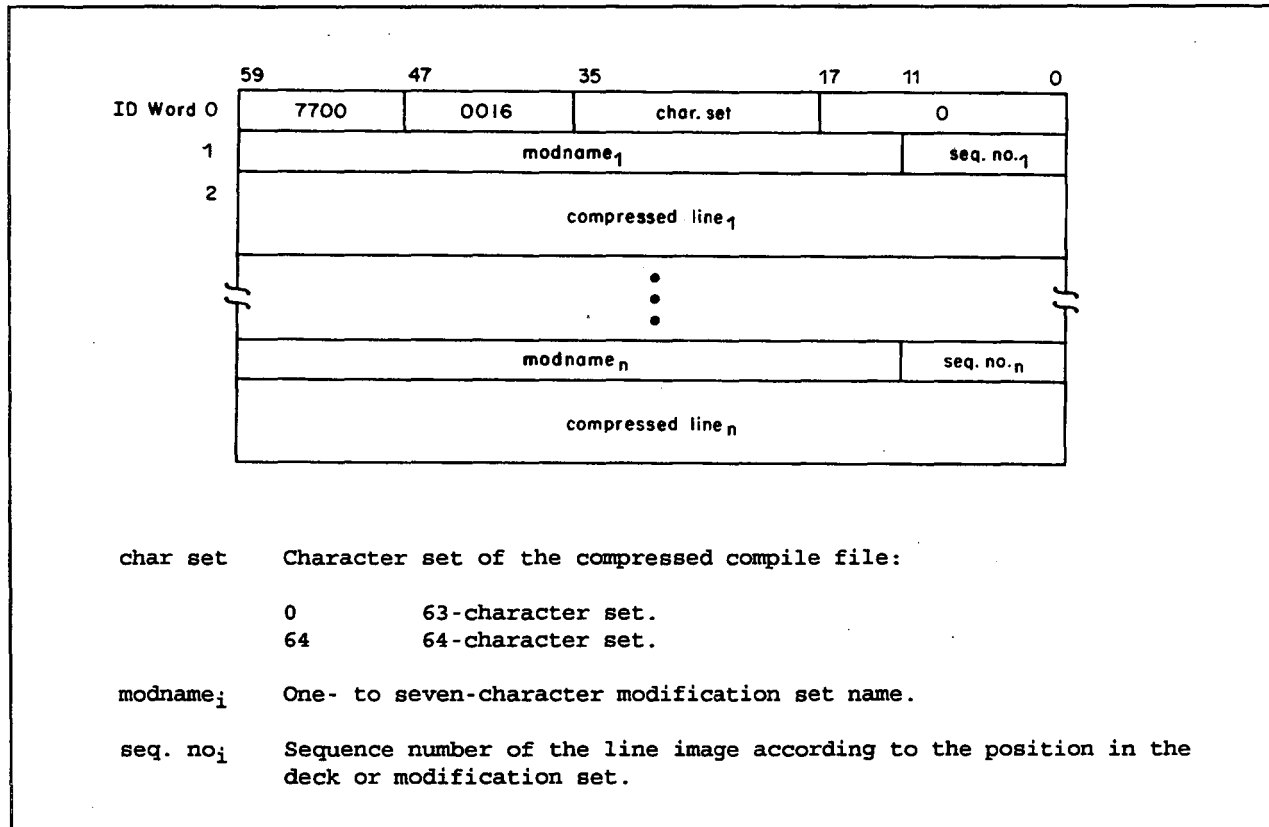 59 47 35 17 11 0
ID Word 0 7700 0016 char. set 0
1 modname1 seq. no.1
2
compressed line1
modnamen seq. no.n
compressed linen
char set Character set of the compressed compile file:
0 63-character set.
64 64-character set.
modnamei One- to seven-character modification set name.
seq. noi Sequence number of the line image according to the position in the
deck or modification set.